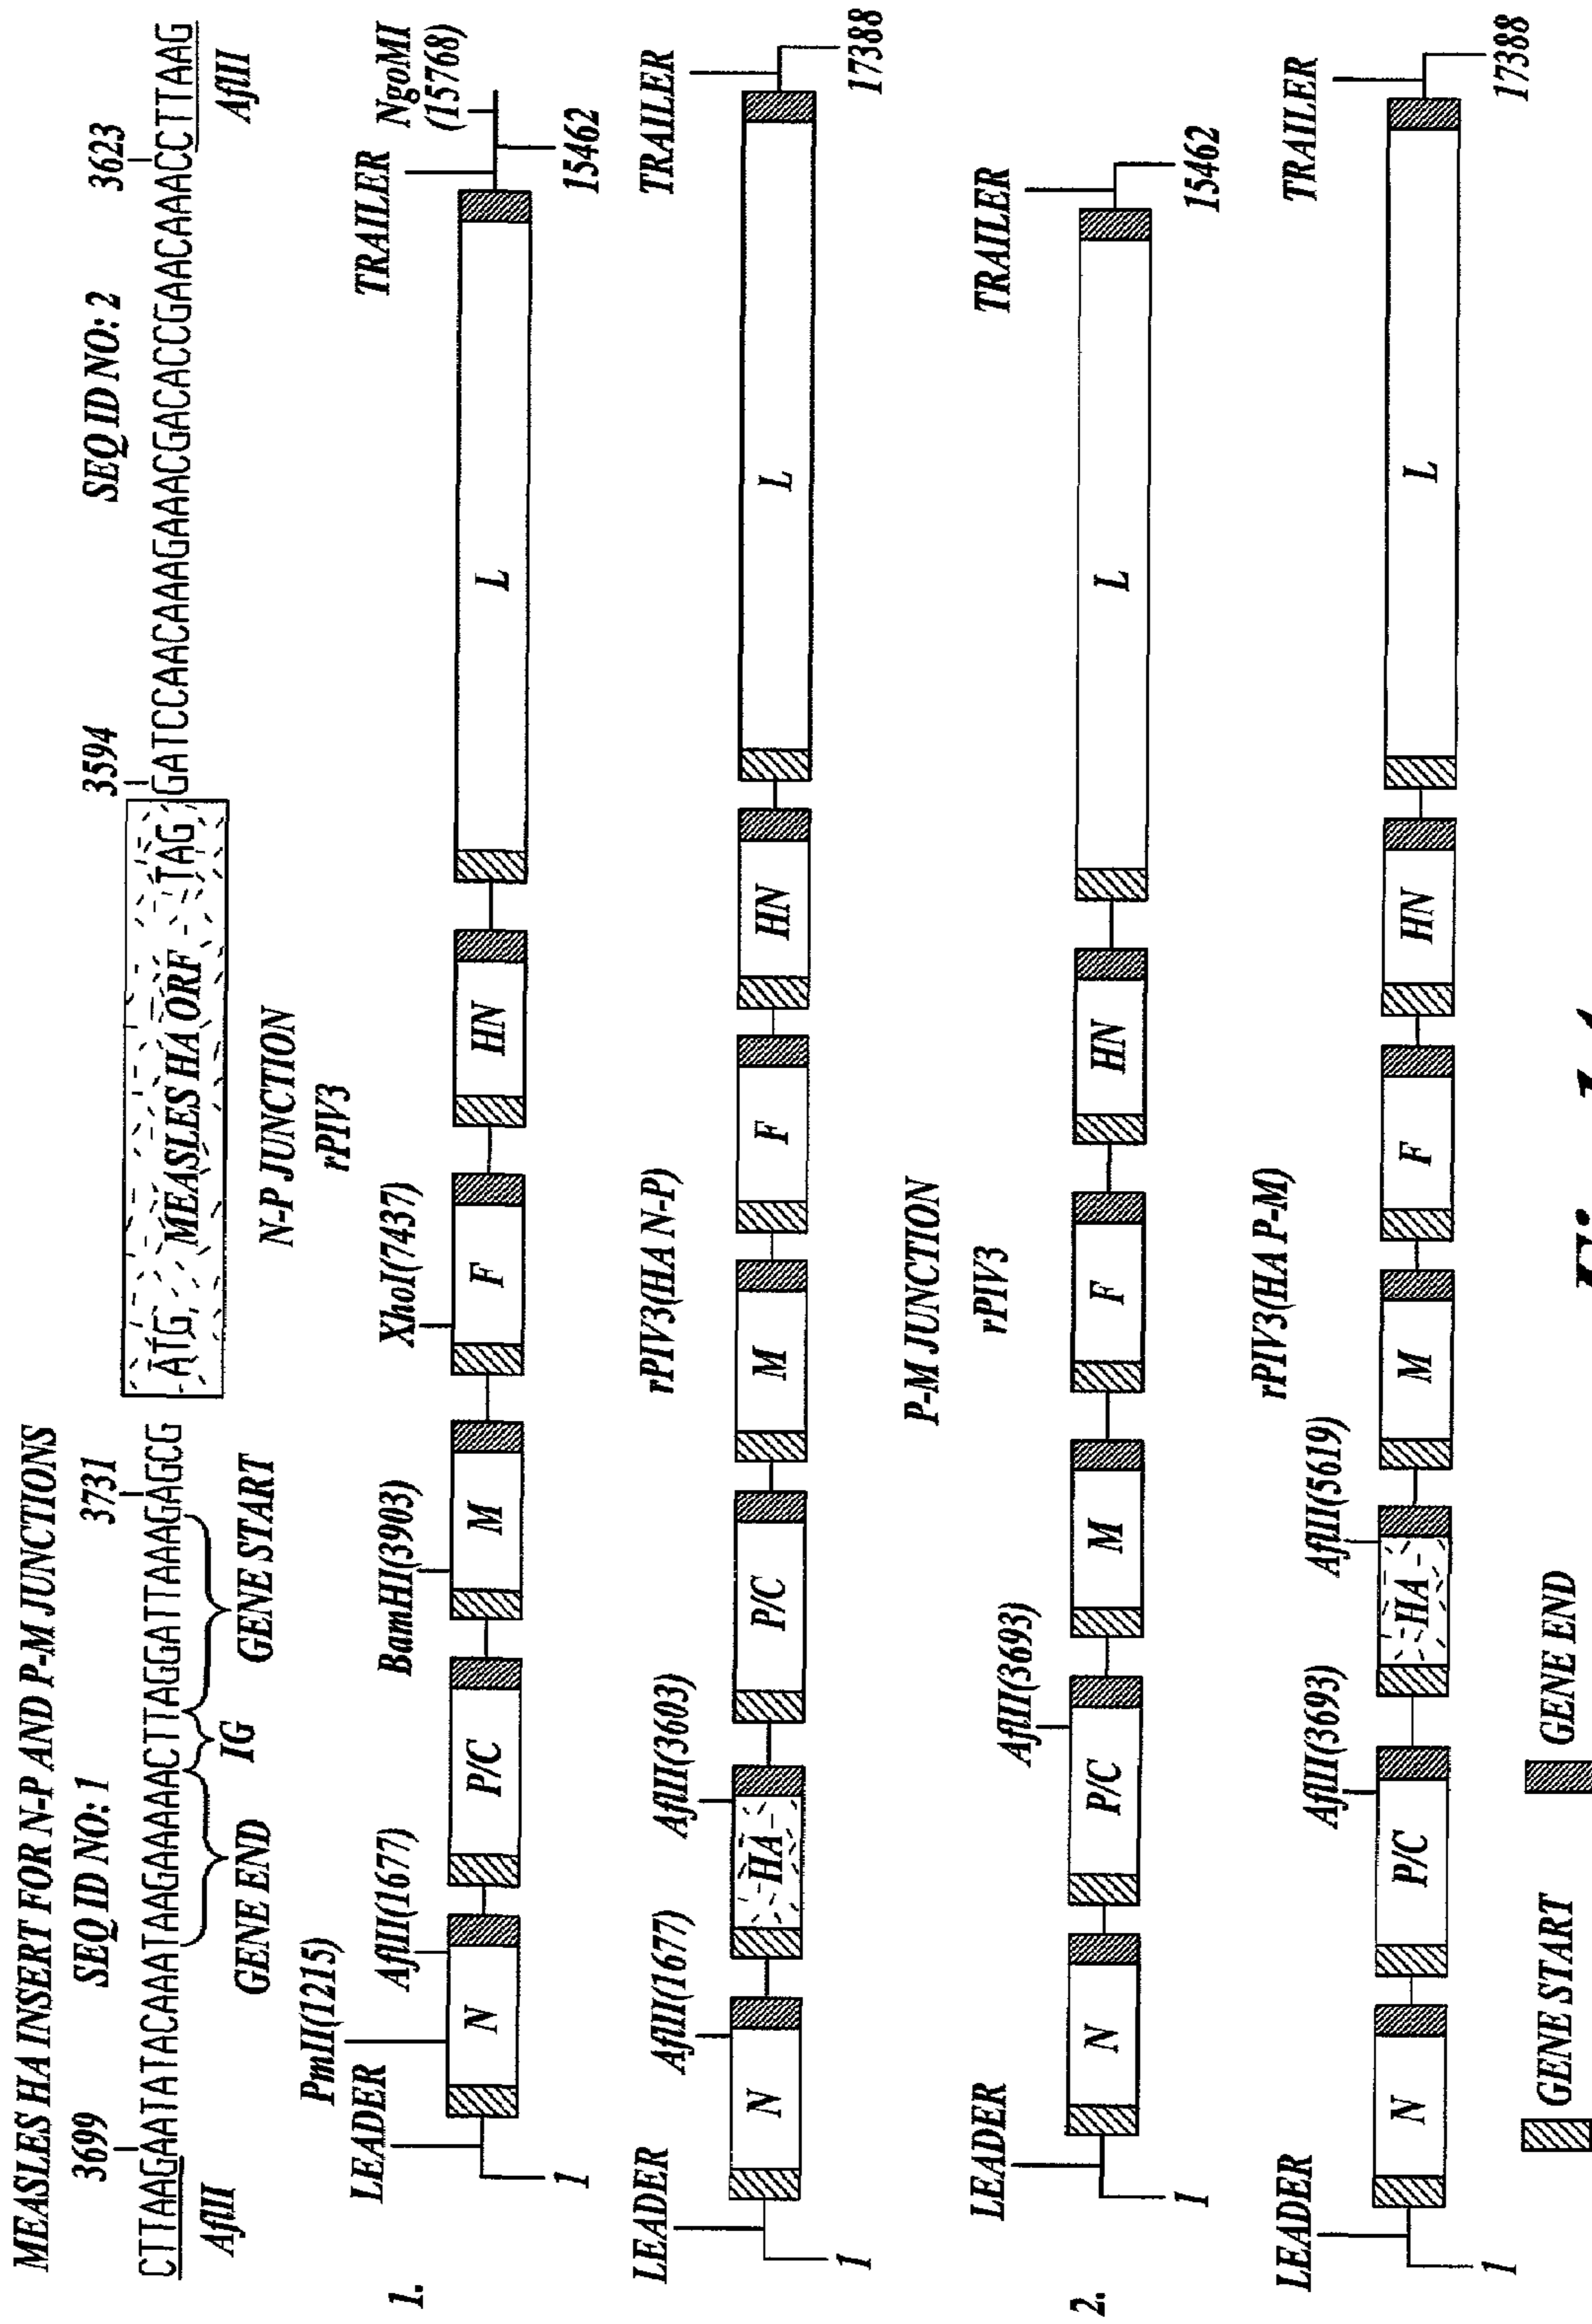 MEASLES HA INSERT FOR N-P AND P-M JUNCTIONS
3699 SEQ ID NO: 1 3731 3594 SEQ ID NO: 2 3623
CTTAAGAATATACAAATAAGAAAAACTTAGGATTAAAGAGCG ATG MEASLES HA ORF TAG GATCCAACAAAGAAACGACACCGAACAAACCTTAAG
AflII GENE END IG GENE START AflII
N-P JUNCTION
rPIV3
1.
LEADER PmlI(1215) AflII(1677) BamHI(3903) XhoI(7437) TRAILER NgoMI
(15768)
N P/C M F HN L
1 15462
rPIV3(HA N-P)
LEADER AflII(1677) AflII(3603) TRAILER
N HA P/C M F HN L
1 17388
P-M JUNCTION
rPIV3
2.
LEADER AflII(3693) TRAILER
N P/C M F HN L
1 15462
rPIV3(HA P-M)
LEADER AflII(3693) AflII(5619) TRAILER
N P/C HA M F HN L
1 17388
GENE START GENE END